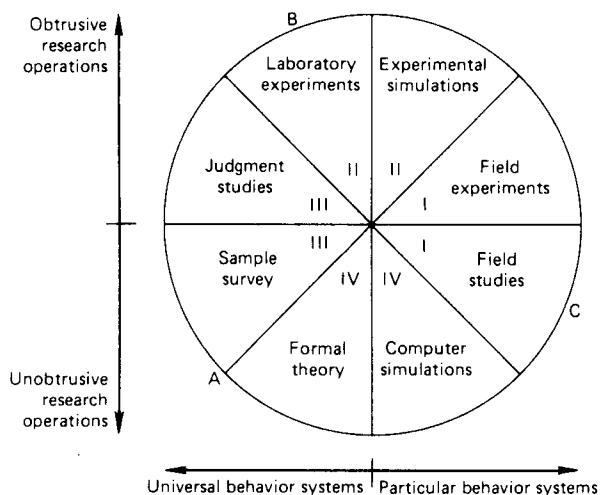 Obtrusive
research
operations
B
Laboratory
experiments
Experimental
simulations
Judgment
studies
II
II
Field
experiments
III
I
III
I
Sample
survey
Field
studies
IV
IV
C
Formal
theory
Computer
simulations
A
Unobtrusive
research
operations
Universal behavior systems
Particular behavior systems